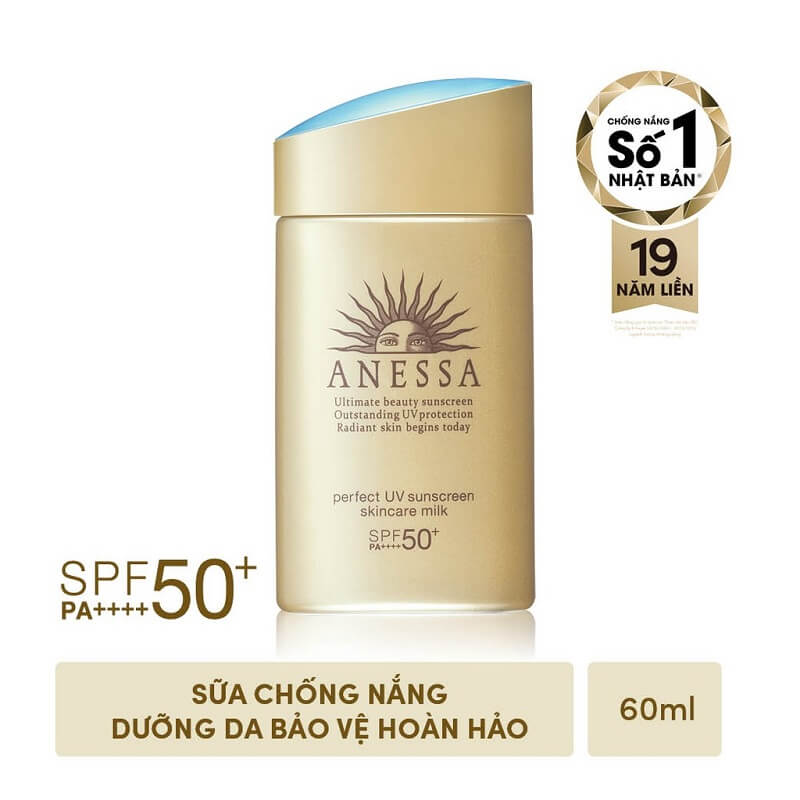 CHỐNG NẮNG
Số 1
NHẬT BẢN*
19
NĂM LIỀN
ANESSA
Ultimate beauty sunscreen
Outstanding UV protection
Radiant skin begins today
perfect UV sunscreen
skincare milk
SPF50+
PA++++
SPF50+
PA++++
SỮA CHỐNG NẮNG
DƯỠNG DA BẢO VỆ HOÀN HẢO
60ml